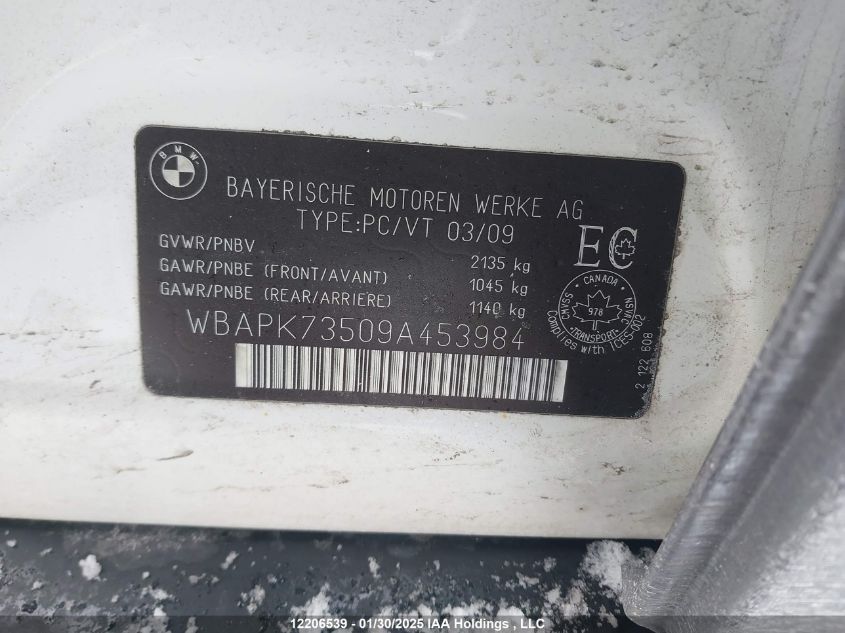 BMW
BAYERISCHE MOTOREN WERKE AG
TYPE:PC/VT 03/09
GVWR/PNBV 2135 kg
GAWR/PNBE (FRONT/AVANT) 1045 kg
GAWR/PNBE (REAR/ARRIERE) 1140 kg
WBAPK73509A453984
EC
CANADA
CMVSS
NSVAC
978
TRANSPORT
Complies with ICES-002
2 122 608
12206539 - 01/30/2025 IAA Holdings, LLC